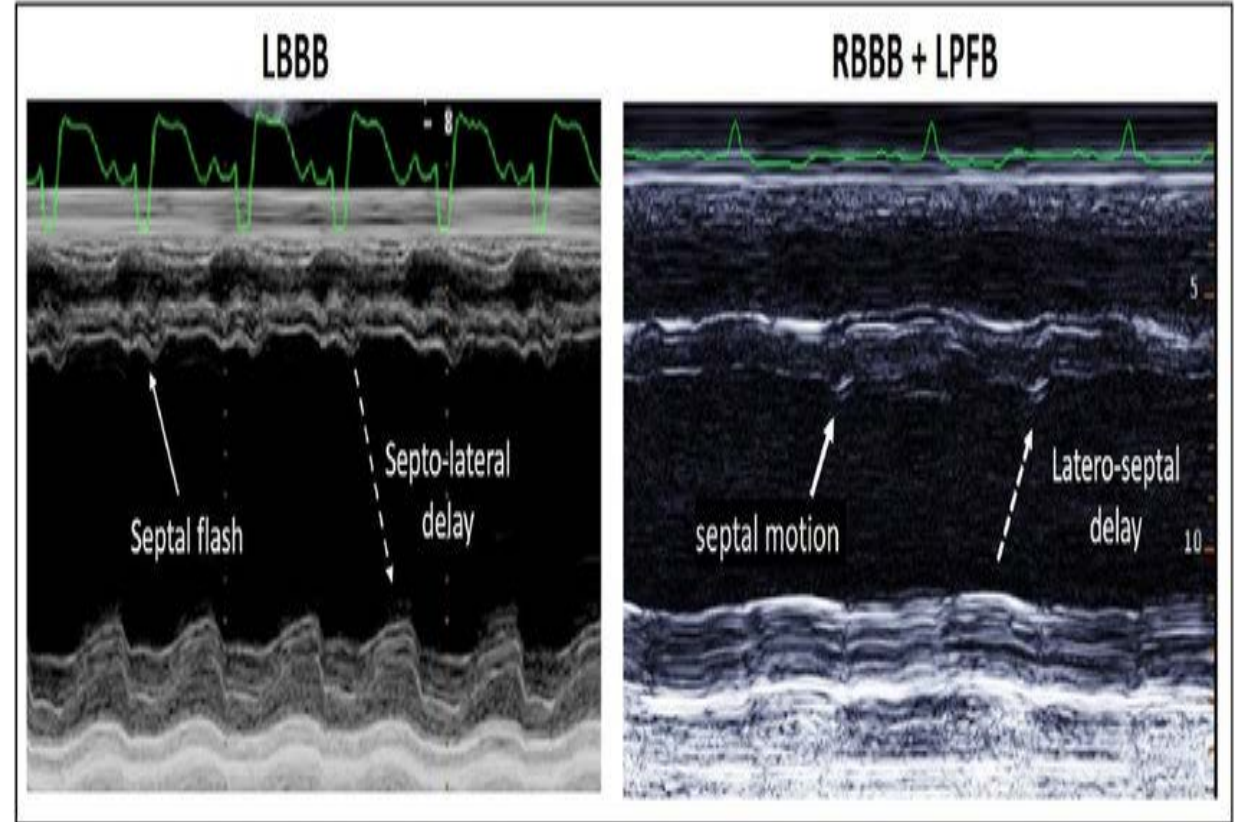 LBBB
RBBB + LPFB
8
5
Septo-lateral
delay
Septal flash
Latero-septal
delay
septal motion
10